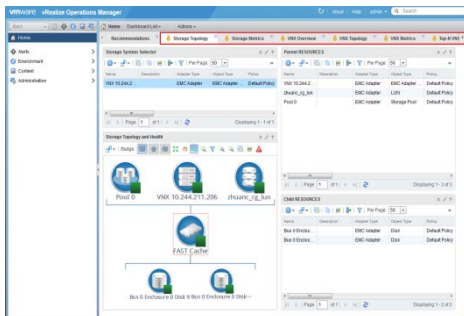 vmware vRealize Operations Manager
About Help admin Search
Back
Home
Alerts
Environment
Content
Administration
Home Dashboard List Actions
Recommendations Storage Topology Storage Metrics VNX Overview VNX Topology VNX Metrics Top-N VNX
Storage System Selector
Per Page: 50
Name Description Adapter Type Object Type Policy
VNX 10.244.2... EMC Adapter EMC Adapter ... Default Policy
Page 1 of 1 Displaying 1 - 1 of 1
Storage Topology and Health
Badge
Pool 0 VNX 10.244.211.206 zhuanc_rg_lun
FAST Cache
Bus 0 Enclosure 0 Disk 9 Bus 0 Enclosure 0 Disk
Parent RESOURCES
Per Page: 50
Name Description Adapter Type Object Type Policy
VNX 10.244.2... EMC Adapter EMC Adapter ... Default Policy
zhuanc_rg_lun EMC Adapter LUN Default Policy
Pool 0 EMC Adapter Storage Pool Default Policy
Page 1 of 1 Displaying 1 - 3 of 3
Child RESOURCES
Per Page: 50
Name Description Adapter Type Object Type Policy
Bus 0 Enclos... EMC Adapter Disk Default Policy
Bus 0 Enclos... EMC Adapter Disk Default Policy
Page 1 of 1 Displaying 1 - 2 of 2